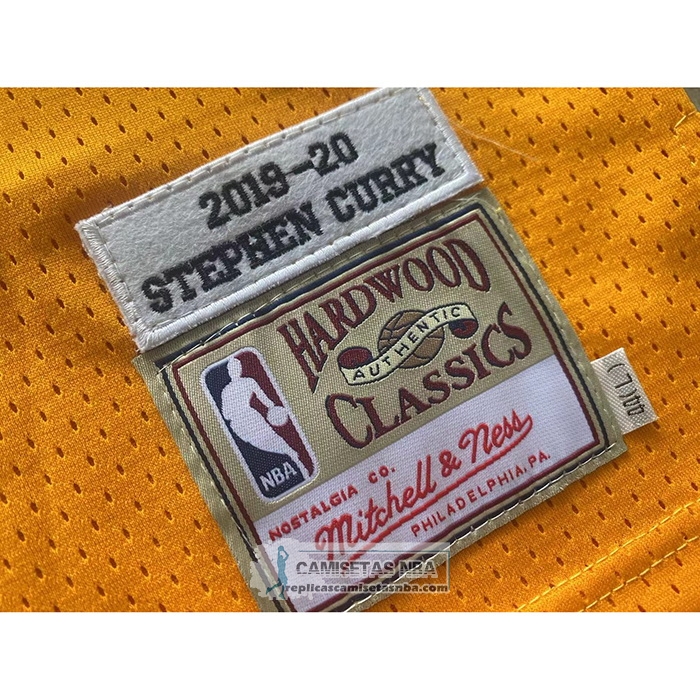 2019-20
STEPHEN CURRY
HARDWOOD
AUTHENTIC
CLASSICS
NBA
NOSTALGIA CO.
Mitchell & Ness
PHILADELPHIA, PA.
CAMISETAS NBA
replicascamisetasnba.com